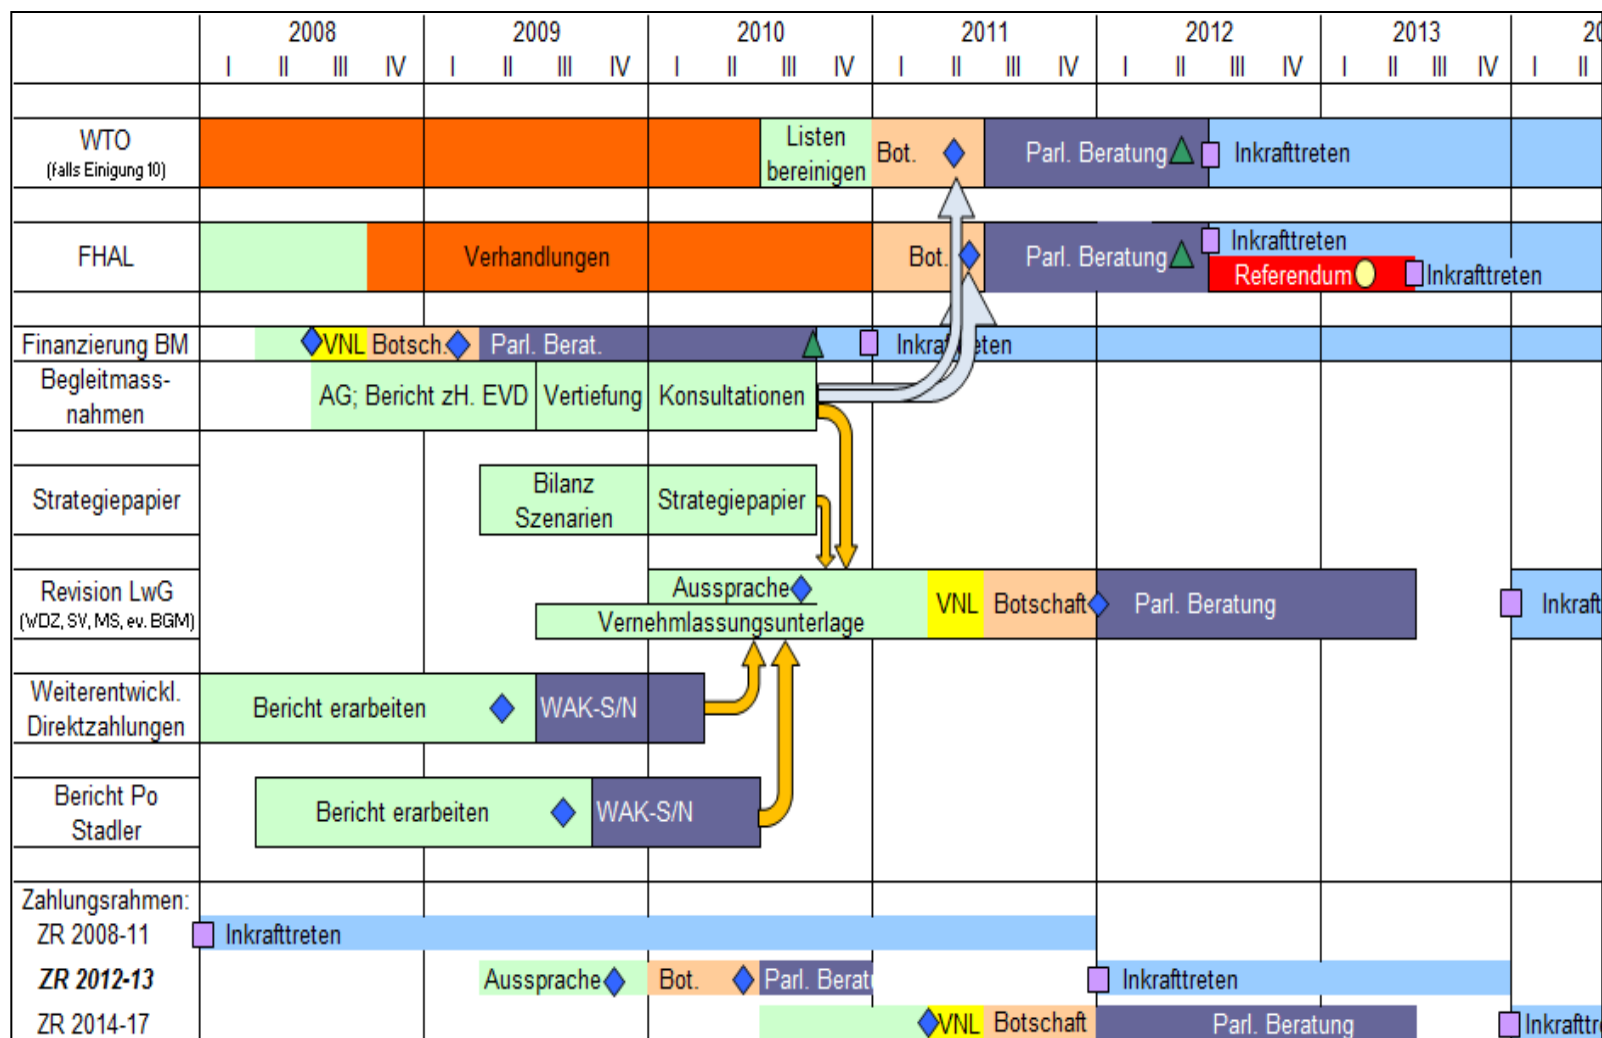 2008 2009 2010 2011 2012 2013 20
I II III IV I II III IV I II III IV I II III IV I II III IV I II III IV I II
WTO
(falls Einigung 10)
Listen
bereinigen
Bot.
Parl. Beratung
Inkrafttreten
FHAL
Verhandlungen
Bot.
Parl. Beratung
Inkrafttreten
Referendum
Inkrafttreten
Finanzierung BM
VNL
Botsch.
Parl. Berat.
Inkrafttreten
Begleitmass-
nahmen
AG; Bericht zH. EVD
Vertiefung
Konsultationen
Strategiepapier
Bilanz
Szenarien
Strategiepapier
Revision LwG
(WDZ, SV, MS, ev. BGM)
Aussprache
Vernehmlassungsunterlage
VNL
Botschaft
Parl. Beratung
Inkraft
Weiterentwickl.
Direktzahlungen
Bericht erarbeiten
WAK-S/N
Bericht Po
Stadler
Bericht erarbeiten
WAK-S/N
Zahlungsrahmen:
ZR 2008-11
Inkrafttreten
ZR 2012-13
Aussprache
Bot.
Parl. Beratu
Inkrafttreten
ZR 2014-17
VNL
Botschaft
Parl. Beratung
Inkrafttr